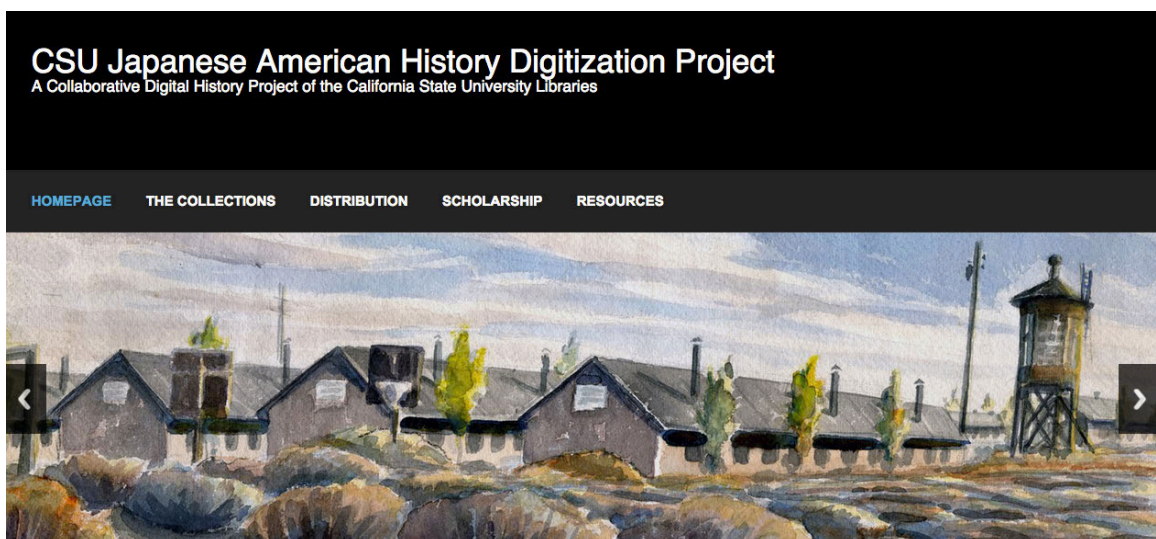 CSU Japanese American History Digitization Project
A Collaborative Digital History Project of the California State University Libraries
HOMEPAGE THE COLLECTIONS DISTRIBUTION SCHOLARSHIP RESOURCES